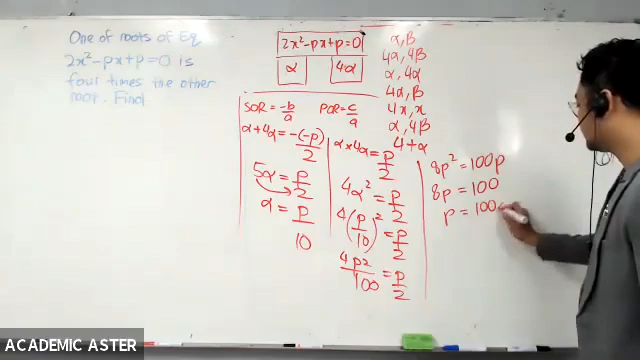 One of roots of Eq
2x²-px+p=0 is
four times the other
root. Find
2x²-px+p=0
α
4α
α,β
4α, 4β
α, 4α
4α, β
4x, x
α, 4β
4+α
SOR = -b/a
α+4α = -(-p)/2
5α = p/2
α = p/10
POR = c/a
α×4α = p/2
4α² = p/2
4(p/10)² = p/2
4p²/100 = p/2
8p² = 100p
8p = 100
p = 100
ACADEMIC ASTER